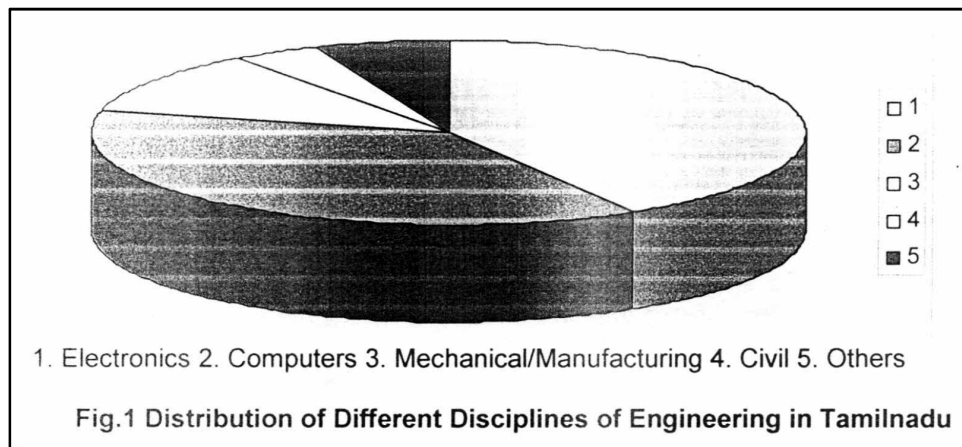 1
2
3
4
5
1. Electronics 2. Computers 3. Mechanical/Manufacturing 4. Civil 5. Others
Fig.1 Distribution of Different Disciplines of Engineering in Tamilnadu